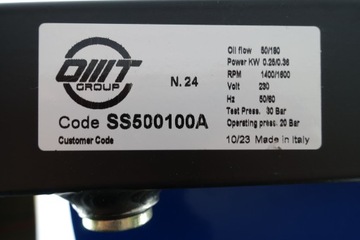 OMT
GROUP
N. 24
Code SS500100A
Customer Code
Oil flow 50/180
Power KW 0.25/0.36
RPM 1400/1600
Volt 230
Hz 50/60
Test Press. 30 Bar
Operating press. 20 Bar
10/23 Made in Italy